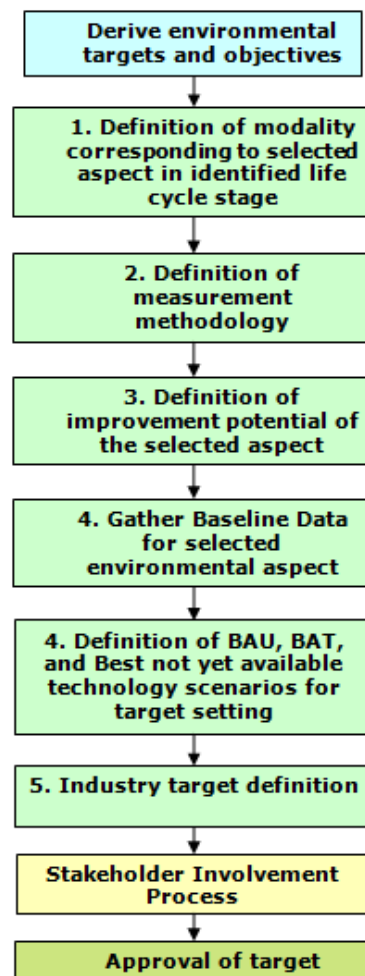 Derive environmental
targets and objectives
1. Definition of modality
corresponding to selected
aspect in identified life
cycle stage
2. Definition of
measurement
methodology
3. Definition of
improvement potential of
the selected aspect
4. Gather Baseline Data
for selected
environmental aspect
4. Definition of BAU, BAT,
and Best not yet available
technology scenarios for
target setting
5. Industry target definition
Stakeholder Involvement
Process
Approval of target